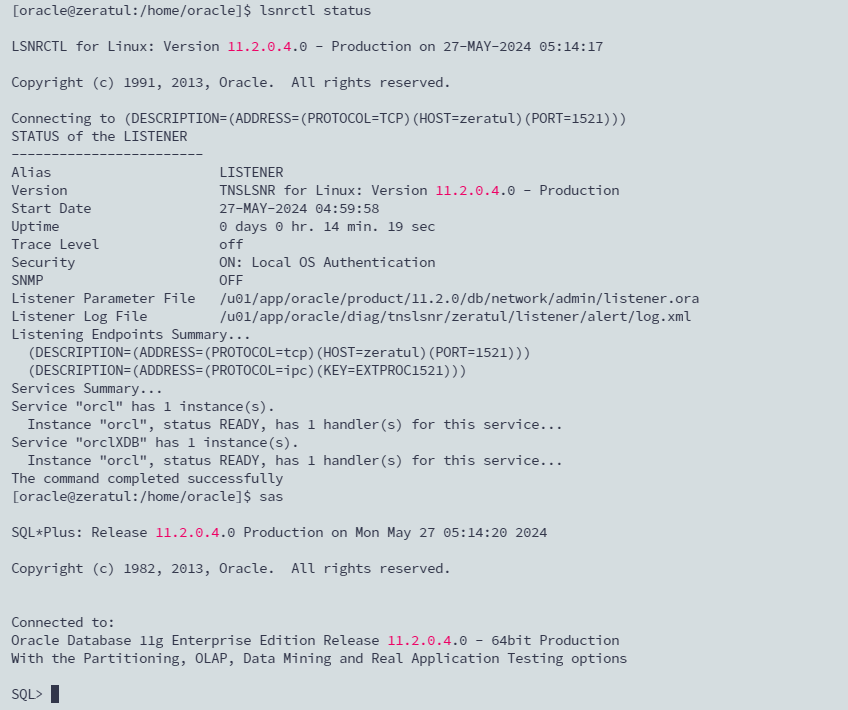 [oracle@zeratul:/home/oracle]$ lsnrctl status
LSNRCTL for Linux: Version 11.2.0.4.0 - Production on 27-MAY-2024 05:14:17
Copyright (c) 1991, 2013, Oracle.  All rights reserved.
Connecting to (DESCRIPTION=(ADDRESS=(PROTOCOL=TCP)(HOST=zeratul)(PORT=1521)))
STATUS of the LISTENER
------------------------
Alias                     LISTENER
Version                   TNSLSNR for Linux: Version 11.2.0.4.0 - Production
Start Date                27-MAY-2024 04:59:58
Uptime                    0 days 0 hr. 14 min. 19 sec
Trace Level               off
Security                  ON: Local OS Authentication
SNMP                      OFF
Listener Parameter File   /u01/app/oracle/product/11.2.0/db/network/admin/listener.ora
Listener Log File         /u01/app/oracle/diag/tnslsnr/zeratul/listener/alert/log.xml
Listening Endpoints Summary...
  (DESCRIPTION=(ADDRESS=(PROTOCOL=tcp)(HOST=zeratul)(PORT=1521)))
  (DESCRIPTION=(ADDRESS=(PROTOCOL=ipc)(KEY=EXTPROC1521)))
Services Summary...
Service "orcl" has 1 instance(s).
  Instance "orcl", status READY, has 1 handler(s) for this service...
Service "orclXDB" has 1 instance(s).
  Instance "orcl", status READY, has 1 handler(s) for this service...
The command completed successfully
[oracle@zeratul:/home/oracle]$ sas
SQL*Plus: Release 11.2.0.4.0 Production on Mon May 27 05:14:20 2024
Copyright (c) 1982, 2013, Oracle.  All rights reserved.
Connected to:
Oracle Database 11g Enterprise Edition Release 11.2.0.4.0 - 64bit Production
With the Partitioning, OLAP, Data Mining and Real Application Testing options
SQL>